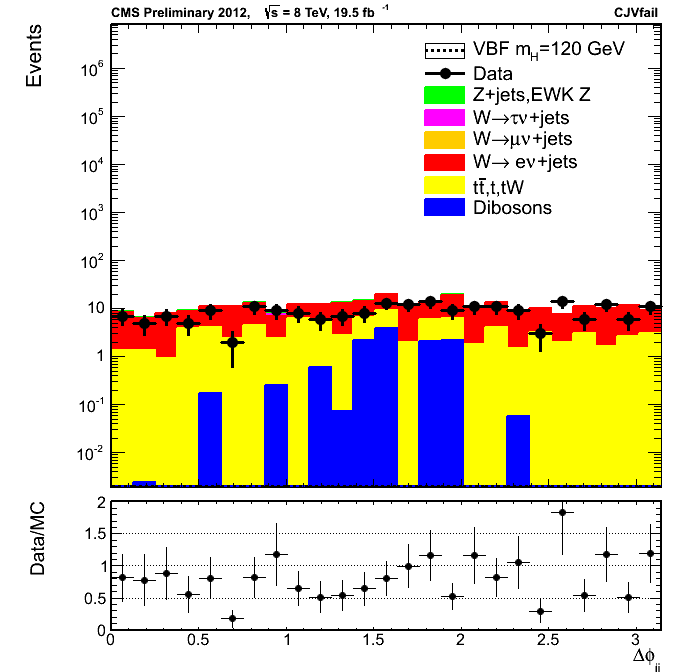 CMS Preliminary 2012, √s = 8 TeV, 19.5 fb⁻¹ CJVfail
Events
10⁶
10⁵
10⁴
10³
10²
10
1
10⁻¹
10⁻²
VBF m_H=120 GeV
Data
Z+jets,EWK Z
W→τν+jets
W→μν+jets
W→ eν+jets
tt̄,t,tW
Dibosons
Data/MC
2
1.5
1
0.5
0
0 0.5 1 1.5 2 2.5 3
Δϕ_jj